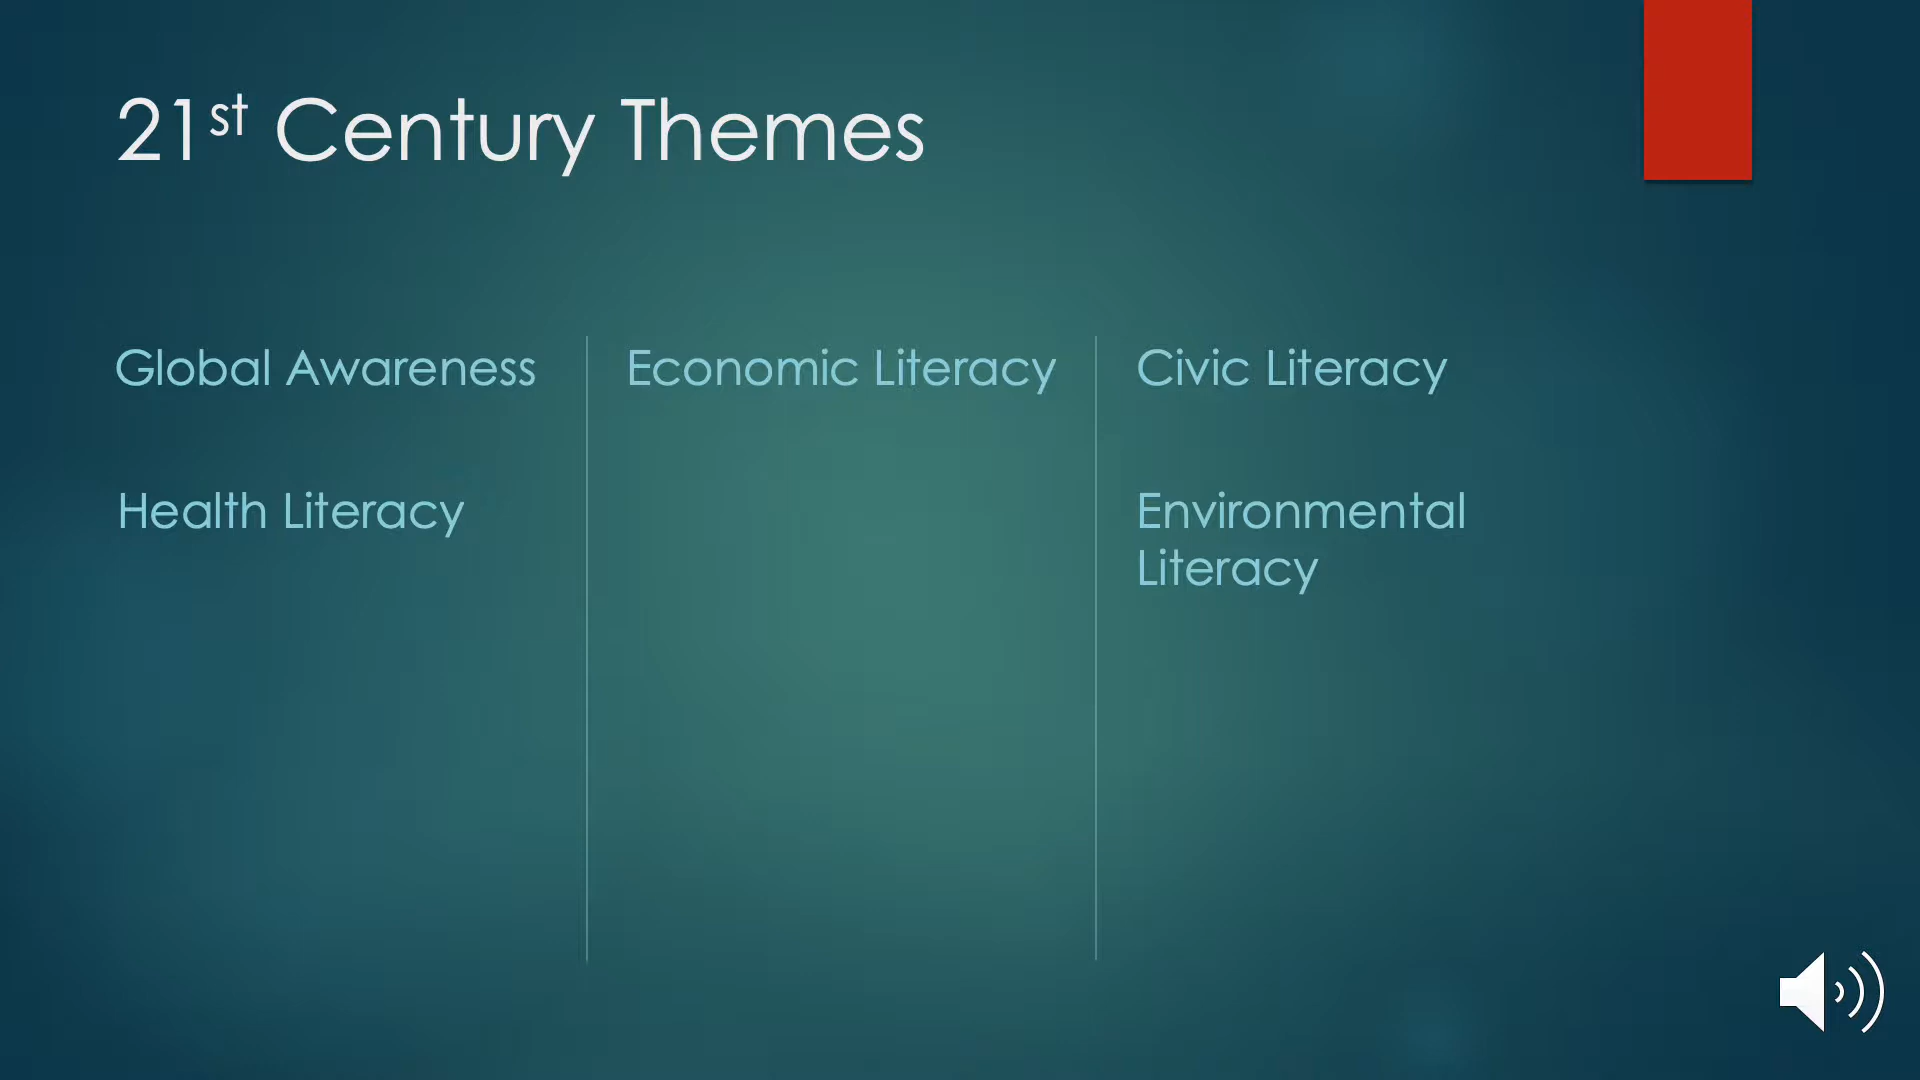 21st Century Themes
Global Awareness
Economic Literacy
Civic Literacy
Health Literacy
Environmental
Literacy